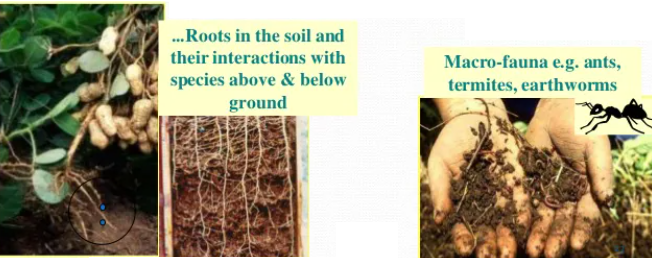 ...Roots in the soil and
their interactions with
species above & below
ground
Macro-fauna e.g. ants,
termites, earthworms